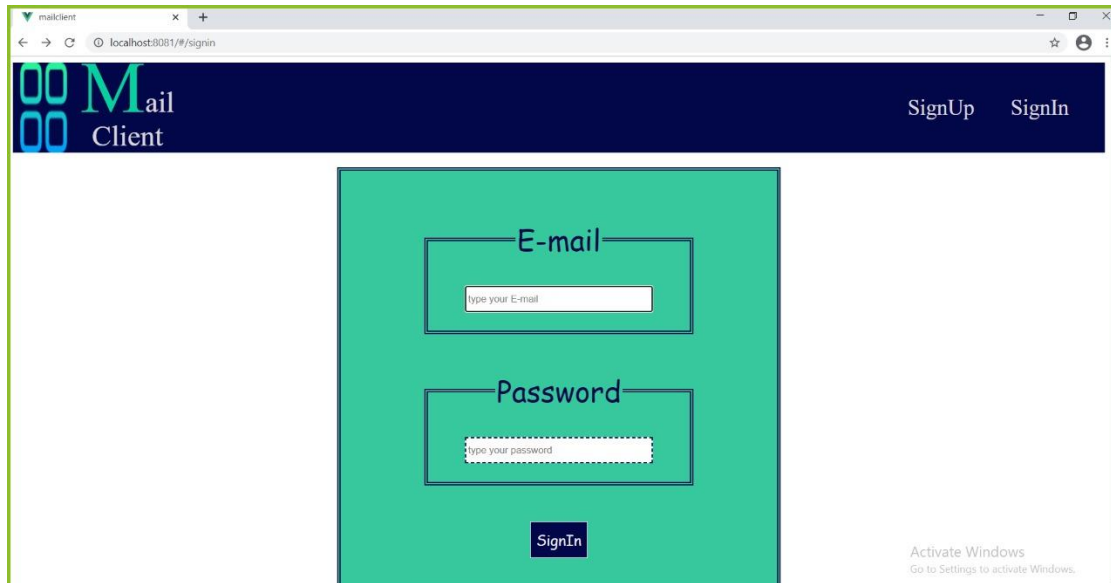 mailclient
localhost:8081/#/signin
Mail
Client
SignUp
SignIn
E-mail
type your E-mail
Password
type your password
SignIn
Activate Windows
Go to Settings to activate Windows.